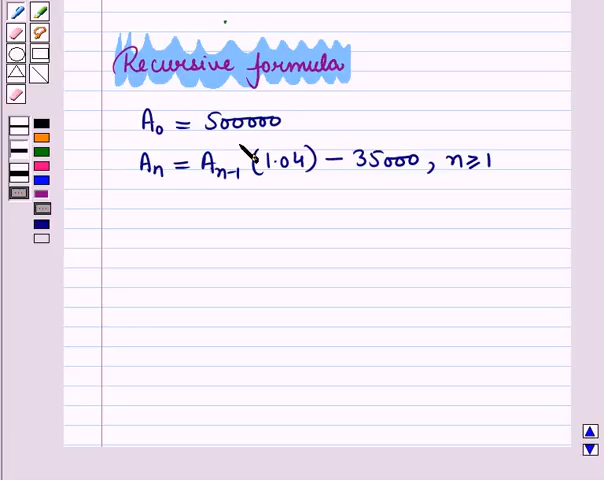 Recursive formula
A₀ = 500000
Aₙ = Aₙ₋₁ (1.04) - 35000, n≥1